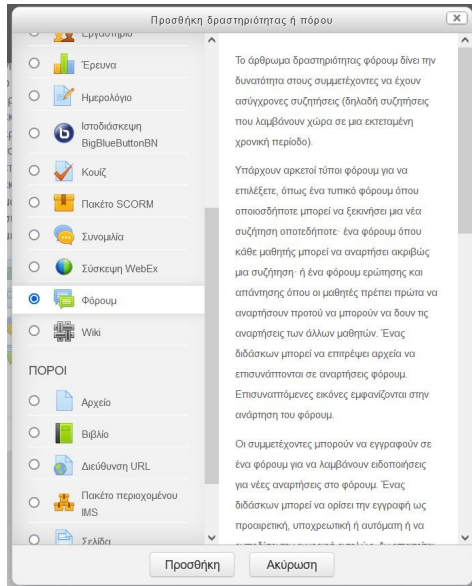 Προσθήκη δραστηριότητας ή πόρου
Εργαστήριο
Έρευνα
Ημερολόγιο
Ιστοδιάσκεψη
BigBlueButtonBN
Κουίζ
Πακέτο SCORM
Συνομιλία
Σύσκεψη WebEx
Φόρουμ
Wiki
ΠΟΡΟΙ
Αρχείο
Βιβλίο
Διεύθυνση URL
Πακέτο περιεχομένου
IMS
Σελίδα
Το άρθρωμα δραστηριότητας φόρουμ δίνει την
δυνατότητα στους συμμετέχοντες να έχουν
ασύγχρονες συζητήσεις (δηλαδή συζητήσεις
που λαμβάνουν χώρα σε μια εκτεταμένη
χρονική περίοδο).
Υπάρχουν αρκετοί τύποι φόρουμ για να
επιλέξετε, όπως ένα τυπικό φόρουμ όπου
οποιοσδήποτε μπορεί να ξεκινήσει μια νέα
συζήτηση οποτεδήποτε· ένα φόρουμ όπου
κάθε μαθητής μπορεί να αναρτήσει ακριβώς
μια συζήτηση· ή ένα φόρουμ ερώτησης και
απάντησης όπου οι μαθητές πρέπει πρώτα να
αναρτήσουν προτού να μπορούν να δουν τις
αναρτήσεις των άλλων μαθητών. Ένας
διδάσκων μπορεί να επιτρέψει αρχεία να
επισυνάπτονται σε αναρτήσεις φόρουμ.
Επισυναπτόμενες εικόνες εμφανίζονται στην
ανάρτηση του φόρουμ.
Οι συμμετέχοντες μπορούν να εγγραφούν σε
ένα φόρουμ για να λαμβάνουν ειδοποιήσεις
για νέες αναρτήσεις στο φόρουμ. Ένας
διδάσκων μπορεί να ορίσει την εγγραφή ως
προαιρετική, υποχρεωτική ή αυτόματη ή να
Προσθήκη
Ακύρωση